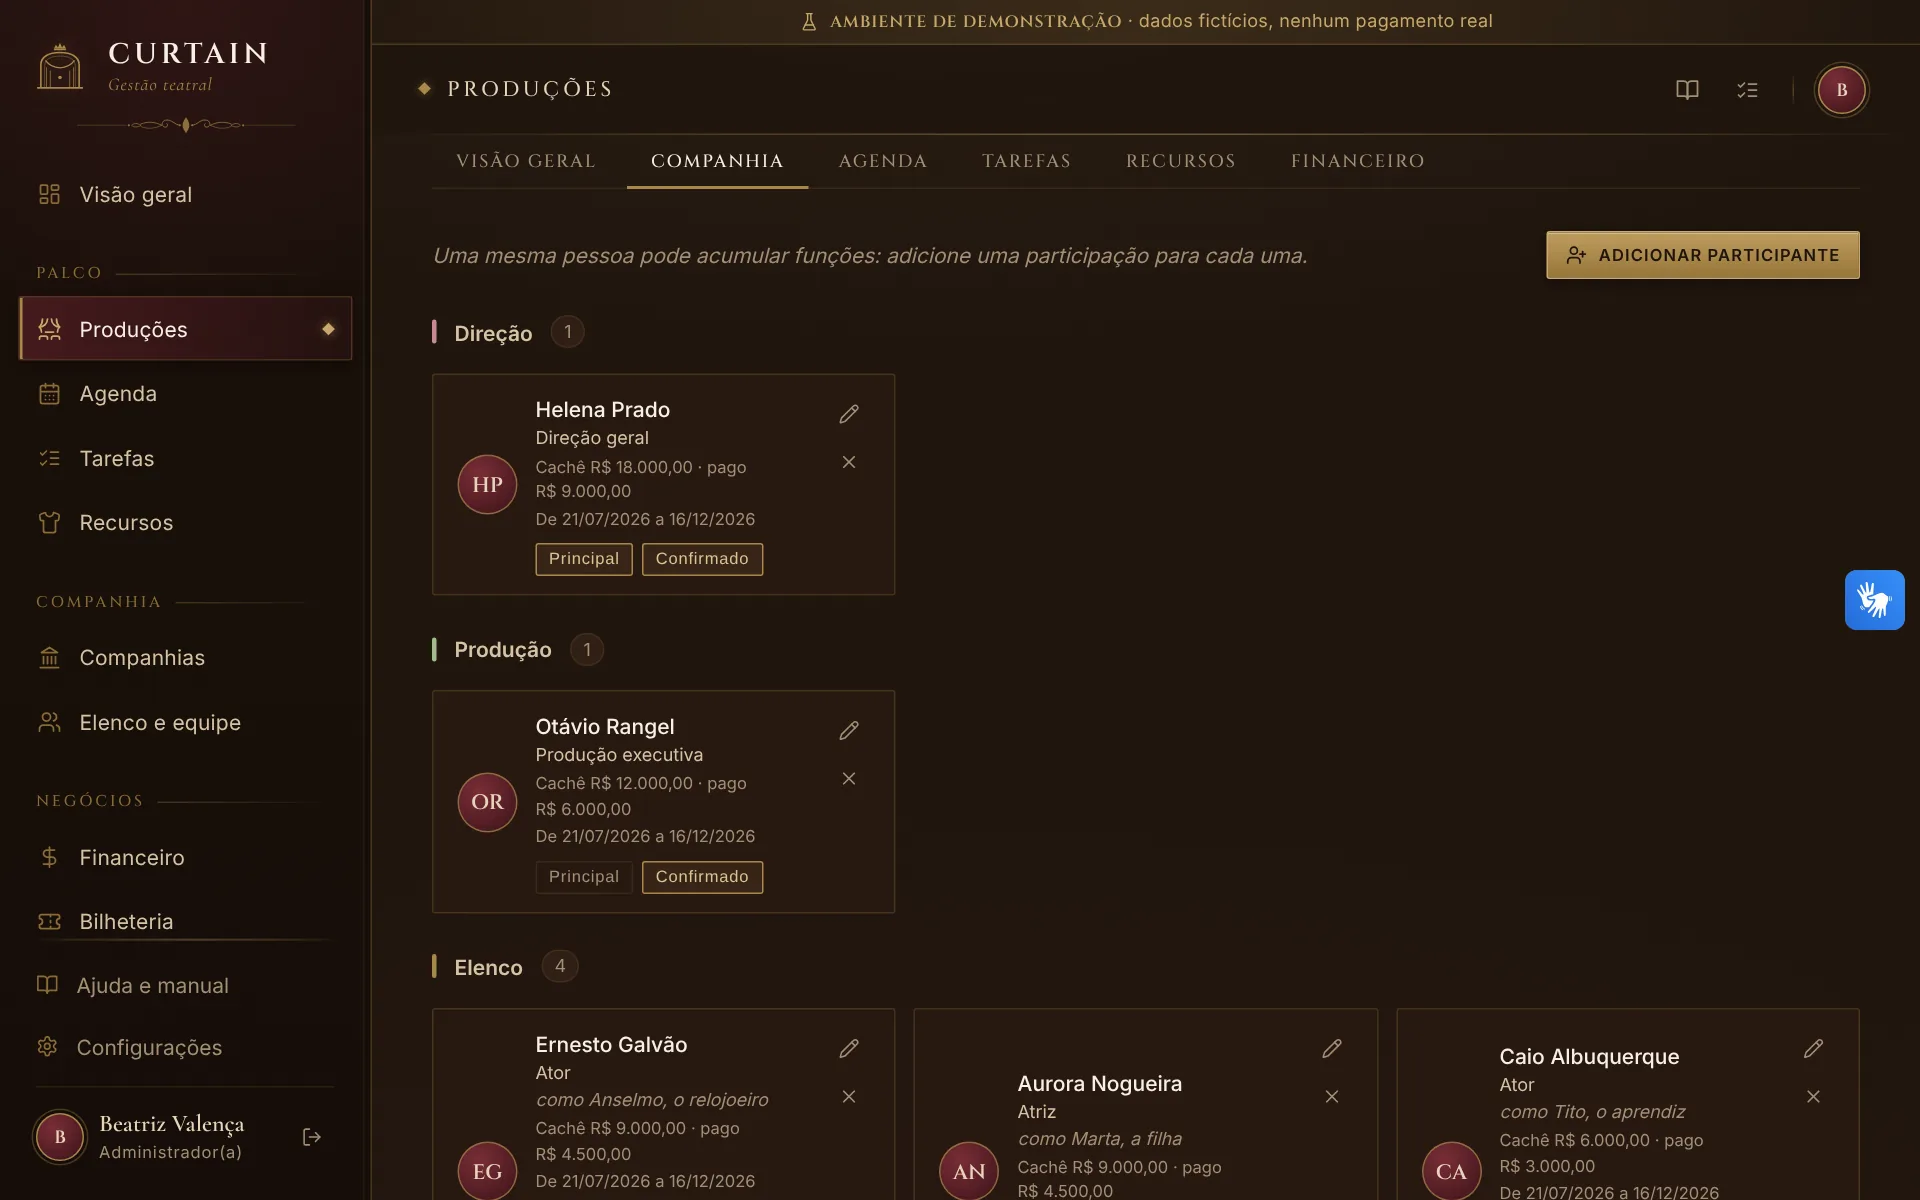 CURTAIN
Gestão teatral
Visão geral
PALCO
Produções
Agenda
Tarefas
Recursos
COMPANHIA
Companhias
Elenco e equipe
NEGÓCIOS
Financeiro
Bilheteria
Ajuda e manual
Configurações
B
Beatriz Valença
Administrador(a)
AMBIENTE DE DEMONSTRAÇÃO · dados fictícios, nenhum pagamento real
PRODUÇÕES
B
VISÃO GERAL COMPANHIA AGENDA TAREFAS RECURSOS FINANCEIRO
Uma mesma pessoa pode acumular funções: adicione uma participação para cada uma.
ADICIONAR PARTICIPANTE
Direção 1
HP
Helena Prado
Direção geral
Cachê R$ 18.000,00 · pago
R$ 9.000,00
De 21/07/2026 a 16/12/2026
Principal Confirmado
Produção 1
OR
Otávio Rangel
Produção executiva
Cachê R$ 12.000,00 · pago
R$ 6.000,00
De 21/07/2026 a 16/12/2026
Principal Confirmado
Elenco 4
EG
Ernesto Galvão
Ator
como Anselmo, o relojoeiro
Cachê R$ 9.000,00 · pago
R$ 4.500,00
De 21/07/2026 a 16/12/2026
AN
Aurora Nogueira
Atriz
como Marta, a filha
Cachê R$ 9.000,00 · pago
R$ 4.500,00
CA
Caio Albuquerque
Ator
como Tito, o aprendiz
Cachê R$ 6.000,00 · pago
R$ 3.000,00
De 21/07/2026 a 16/12/2026